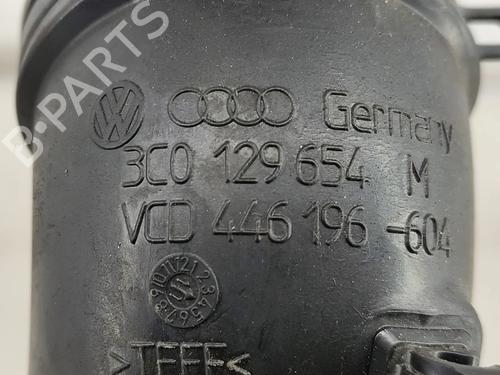 B-PARTS
Germany
3C0 129 654 M
VCD 446 196 -604
>TEEE<